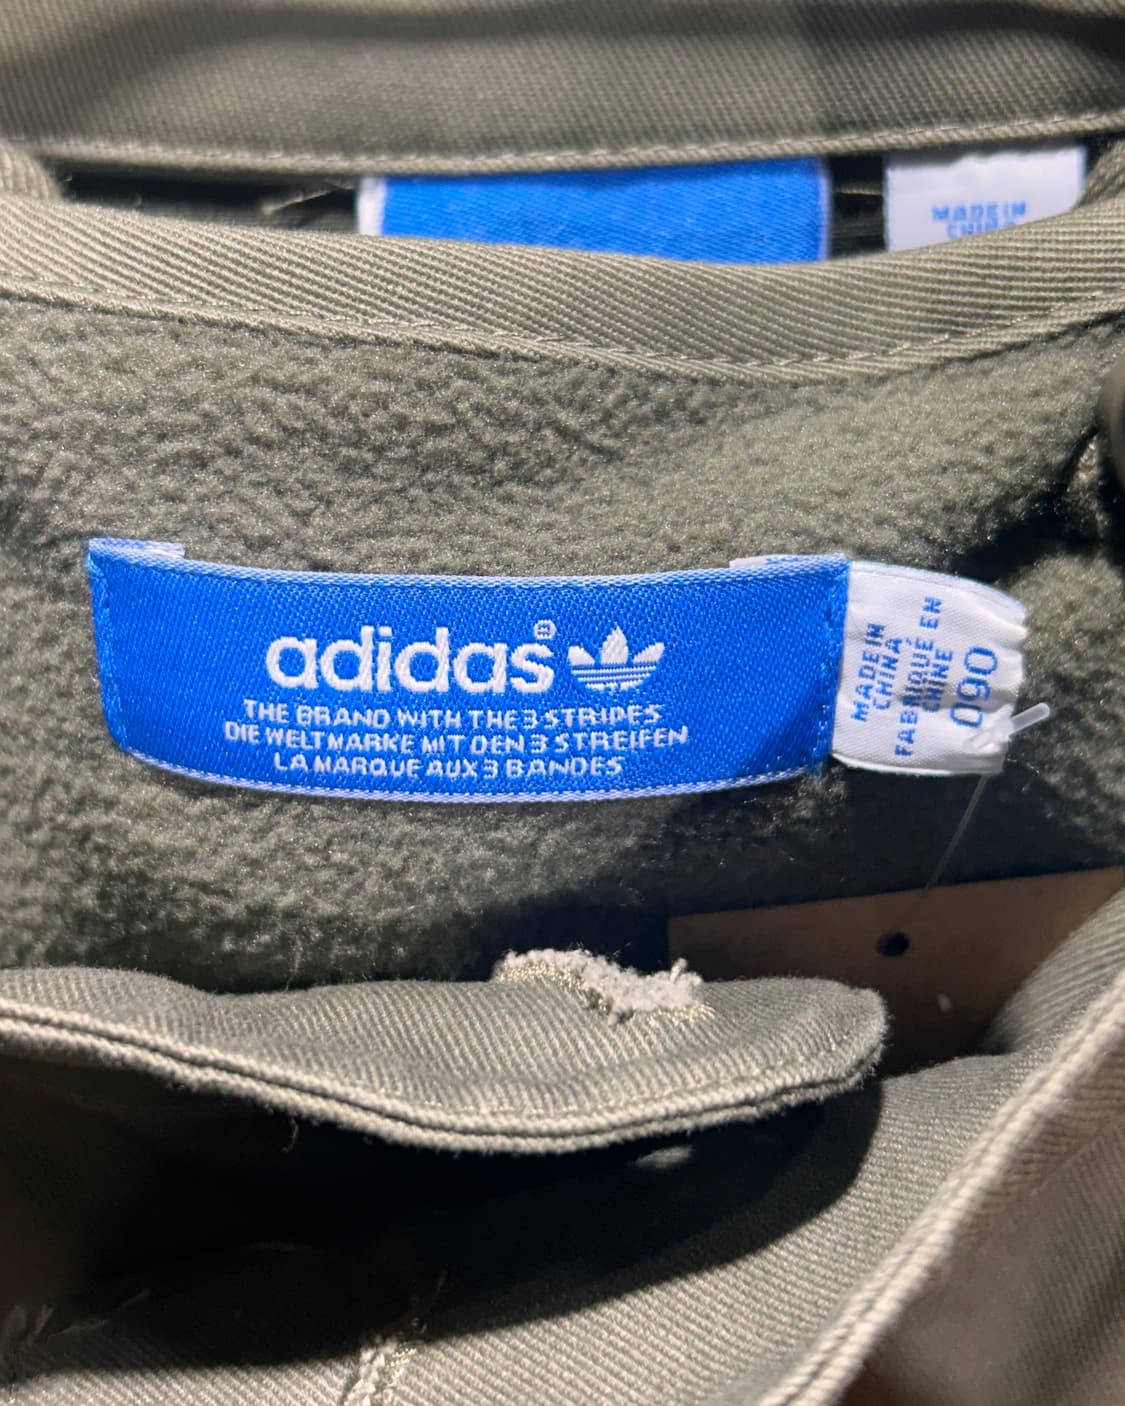 MADE IN
CHINA
adidas®
THE BRAND WITH THE 3 STRIPES
DIE WELTMARKE MIT DEN 3 STREIFEN
LA MARQUE AUX 3 BANDES
MADE IN
CHINA
FABRIQUÉ EN
CHINE
090